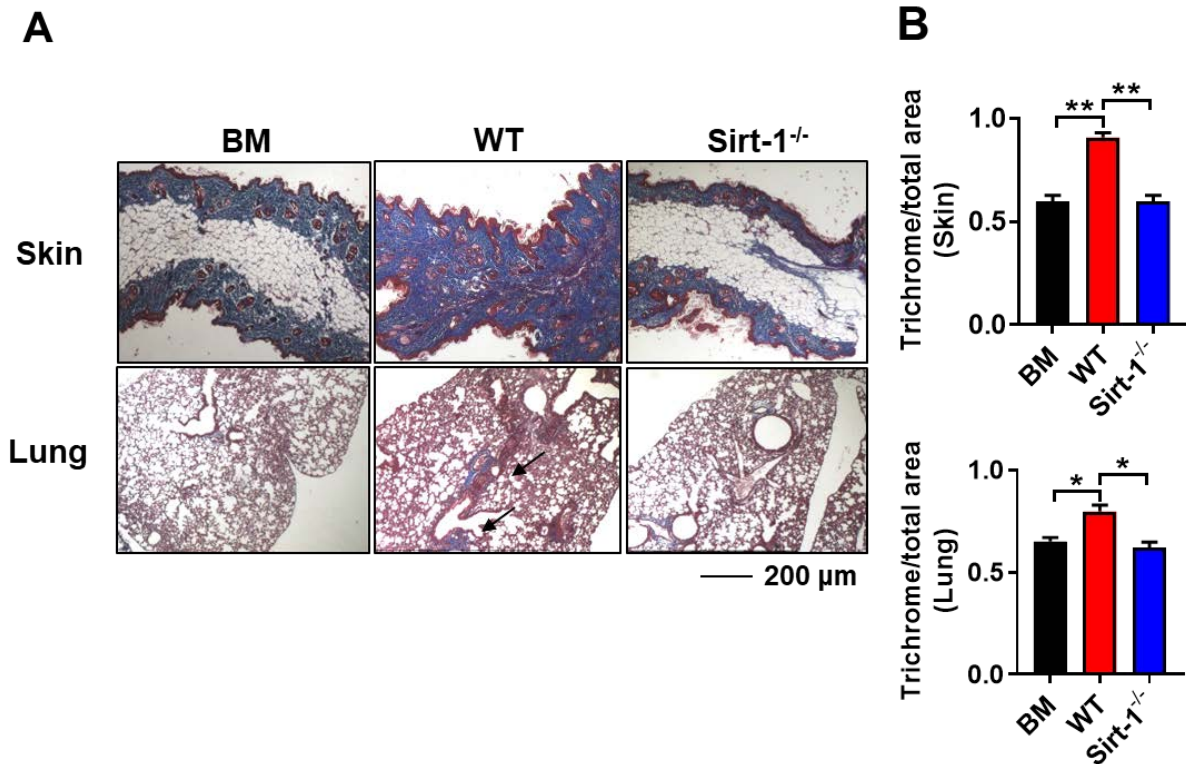 A
BM WT Sirt-1⁻/⁻
Skin
Lung
200 µm
B
Trichrome/total area
(Skin)
1.0
0.5
0.0
** **
BM WT Sirt-1⁻/⁻
Trichrome/total area
(Lung)
1.0
0.5
0.0
* *
BM WT Sirt-1⁻/⁻